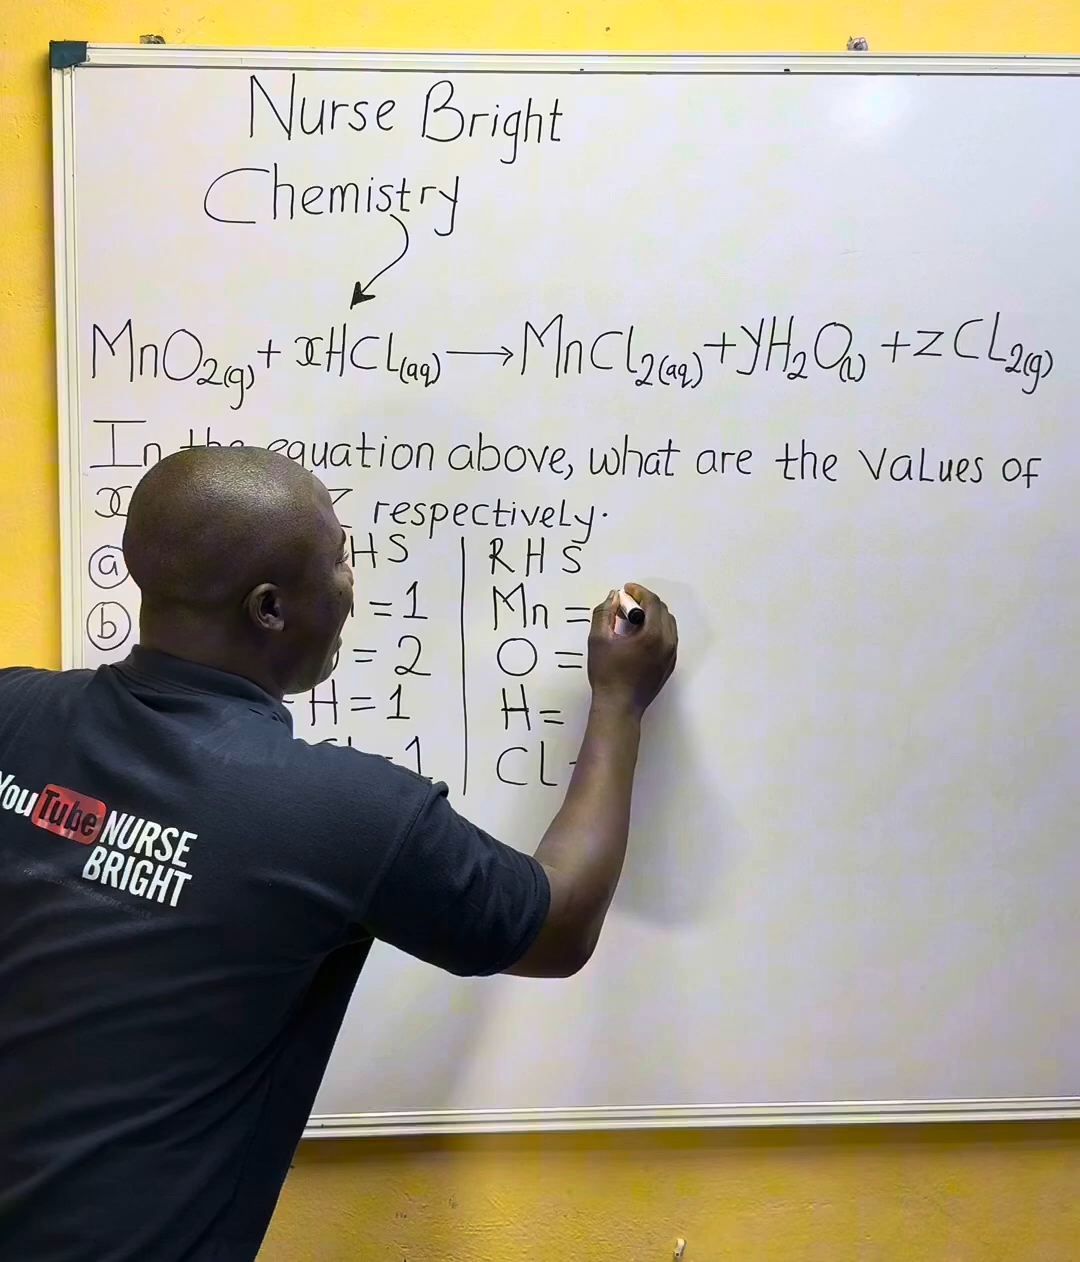 Nurse Bright
Chemistry
MnO₂(g) + xHCl(aq) → MnCl₂(aq) + yH₂O(l) + zCl₂(g)
In the equation above, what are the values of
x z respectively.
(a) HS | RHS
(b) = 1 | Mn =
= 2 | O =
H = 1 | H =
= 1 | Cl
YouTube NURSE
BRIGHT